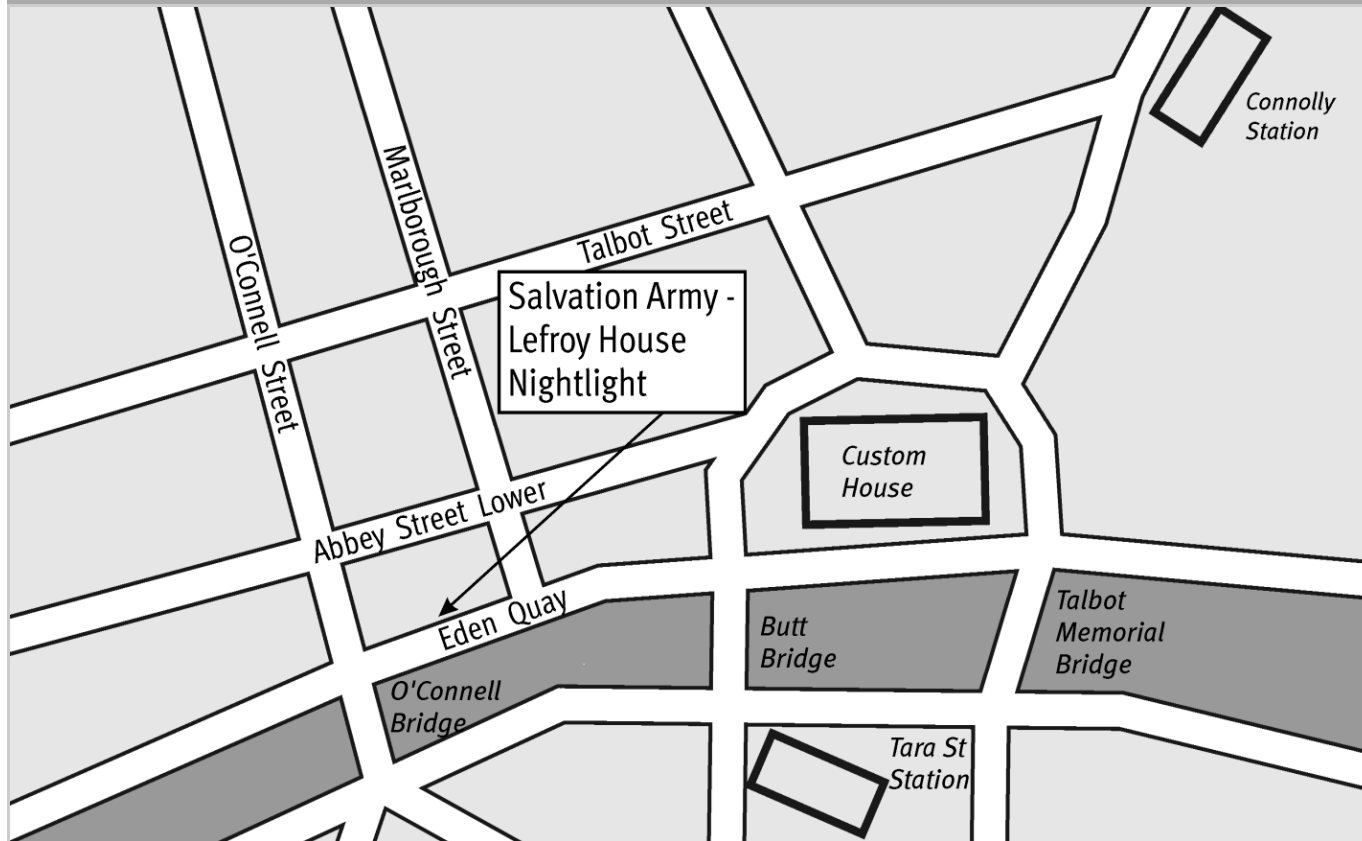 Connolly
Station
Marlborough Street
Talbot Street
O'Connell Street
Salvation Army -
Lefroy House
Nightlight
Custom
House
Abbey Street Lower
Eden Quay
Butt
Bridge
Talbot
Memorial
Bridge
O'Connell
Bridge
Tara St
Station